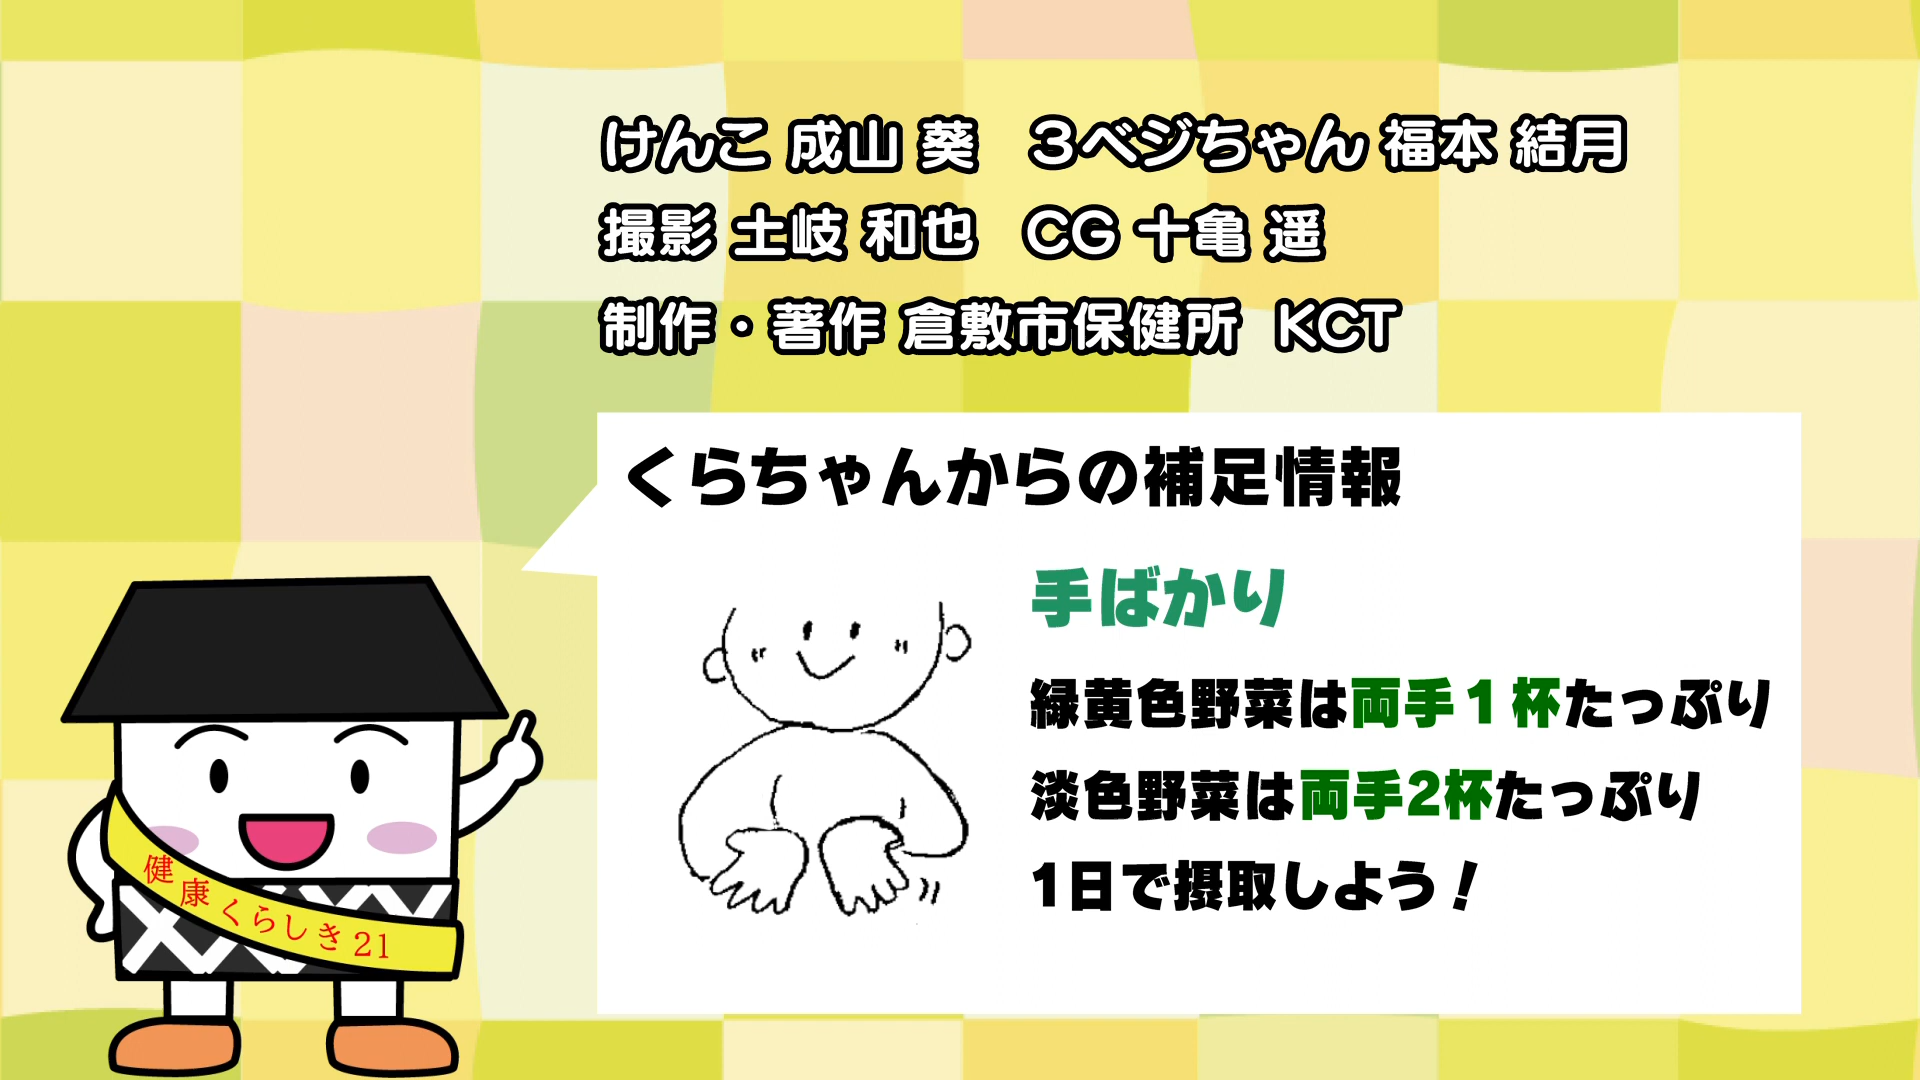 けんこ 成山 葵　３ベジちゃん 福本 結月
撮影 土岐 和也　CG 十亀 遥
制作・著作 倉敷市保健所　KCT
くらちゃんからの補足情報
手ばかり
緑黄色野菜は両手１杯たっぷり
淡色野菜は両手2杯たっぷり
1日で摂取しよう！
健康くらしき21